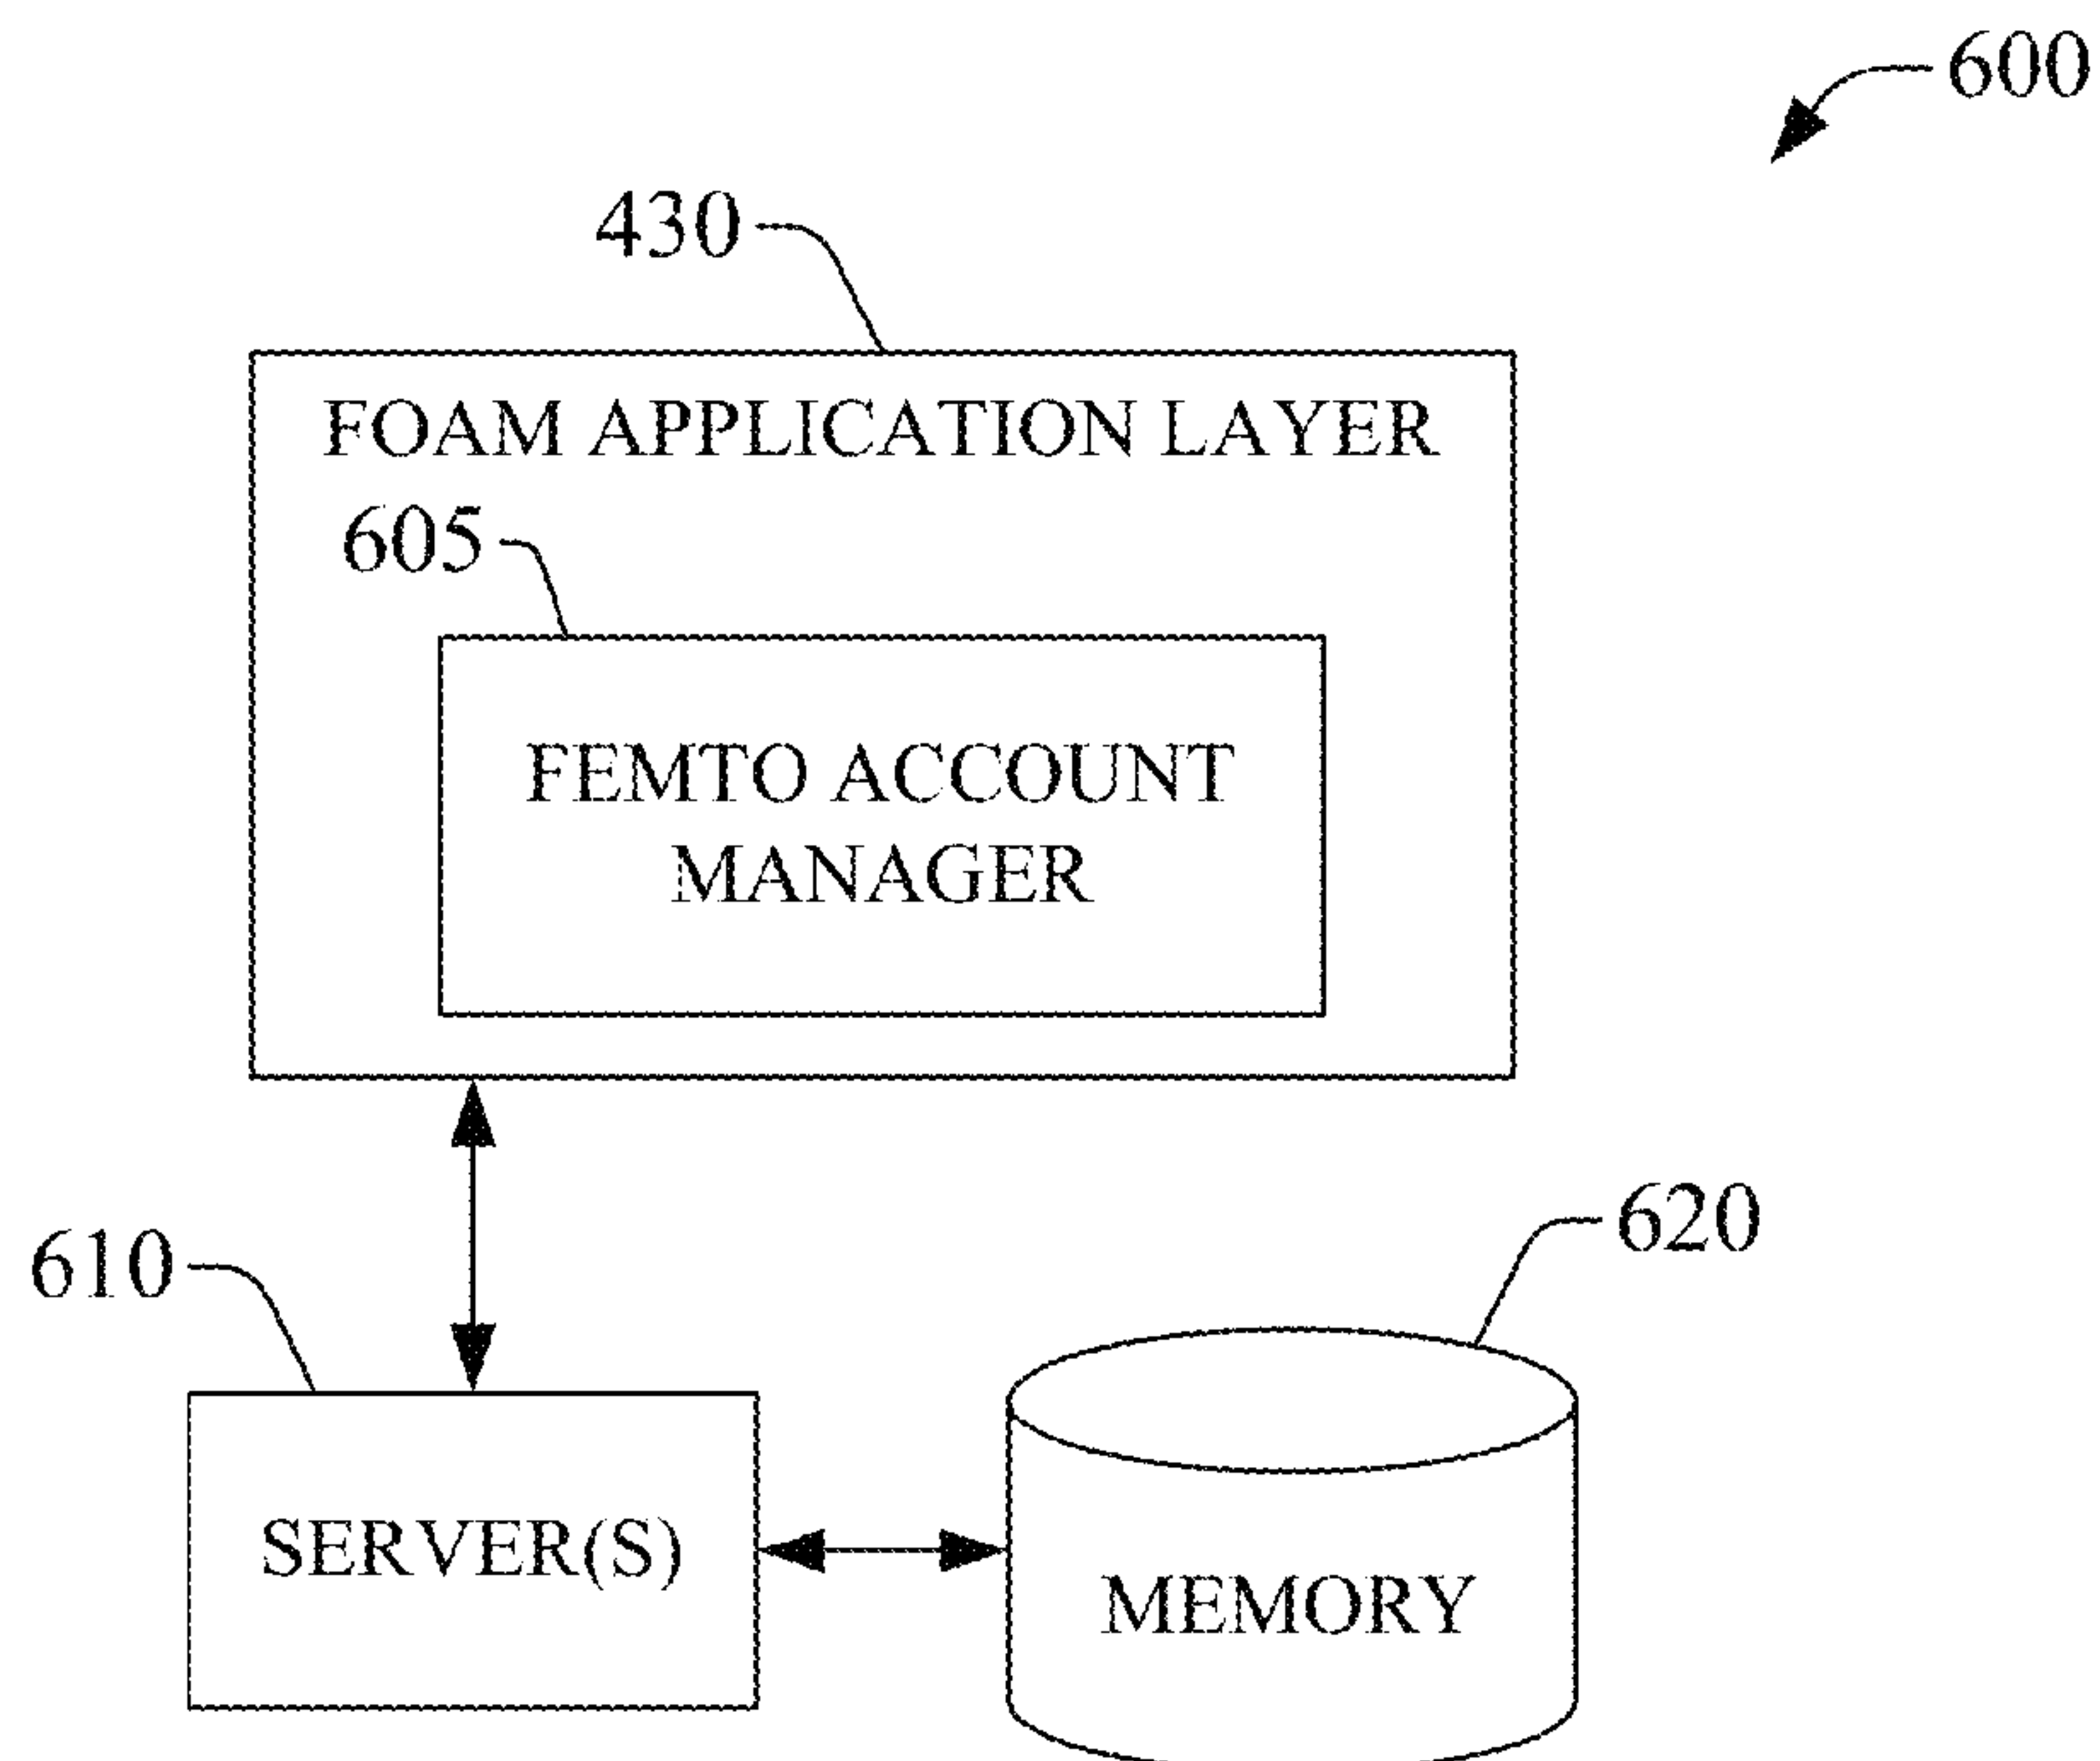 600
430
FOAM APPLICATION LAYER
605
FEMTO ACCOUNT
MANAGER
610
620
SERVER(S)
MEMORY